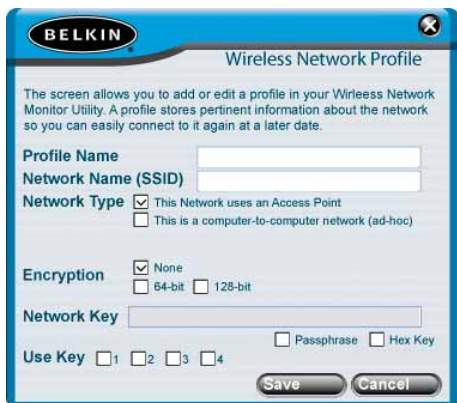 BELKIN
Wireless Network Profile
The screen allows you to add or edit a profile in your Wirleess Network
Monitor Utility. A profile stores pertinent information about the network
so you can easily connect to it again at a later date.
Profile Name
Network Name (SSID)
Network Type This Network uses an Access Point
This is a computer-to-computer network (ad-hoc)
Encryption None
64-bit 128-bit
Network Key
Passphrase Hex Key
Use Key 1 2 3 4
Save Cancel